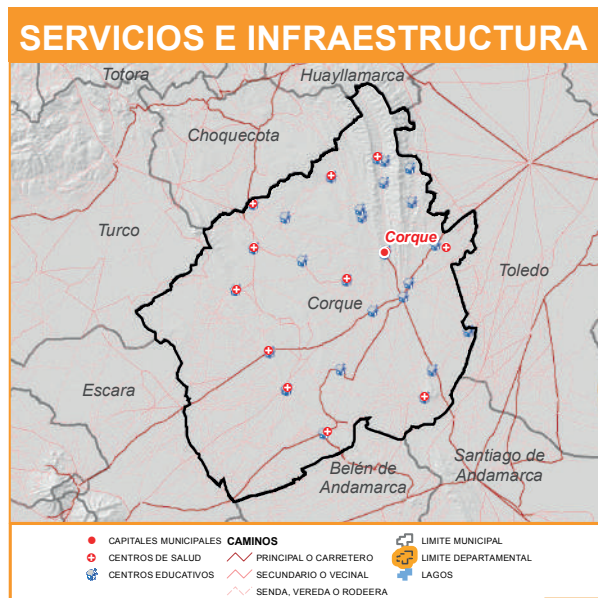 SERVICIOS E INFRAESTRUCTURA
Totora
Huayllamarca
Choquecota
Turco
Corque
Toledo
Corque
Escara
Belén de
Andamarca
Santiago de
Andamarca
CAPITALES MUNICIPALES
CENTROS DE SALUD
CENTROS EDUCATIVOS
CAMINOS
PRINCIPAL O CARRETERO
SECUNDARIO O VECINAL
SENDA, VEREDA O RODEERA
LIMITE MUNICIPAL
LIMITE DEPARTAMENTAL
LAGOS